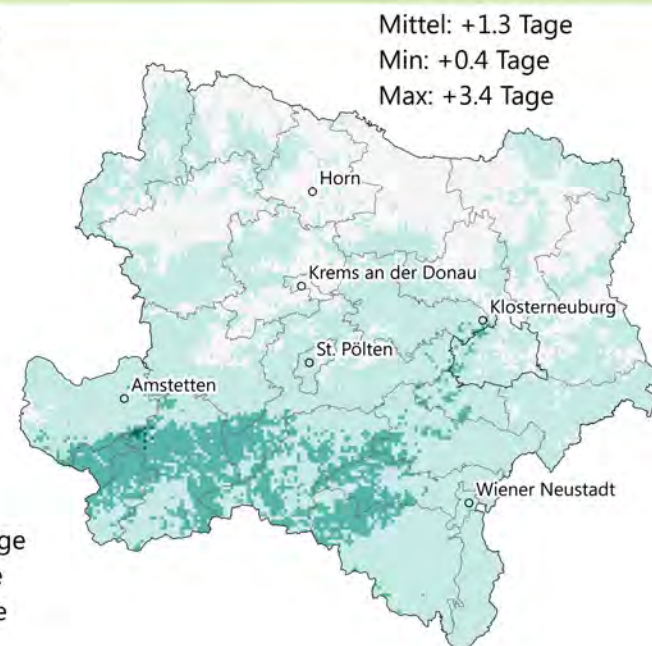 Mittel: +1.3 Tage
Min: +0.4 Tage
Max: +3.4 Tage
Horn
Krems an der Donau
Klosterneuburg
St. Pölten
Amstetten
Wiener Neustadt